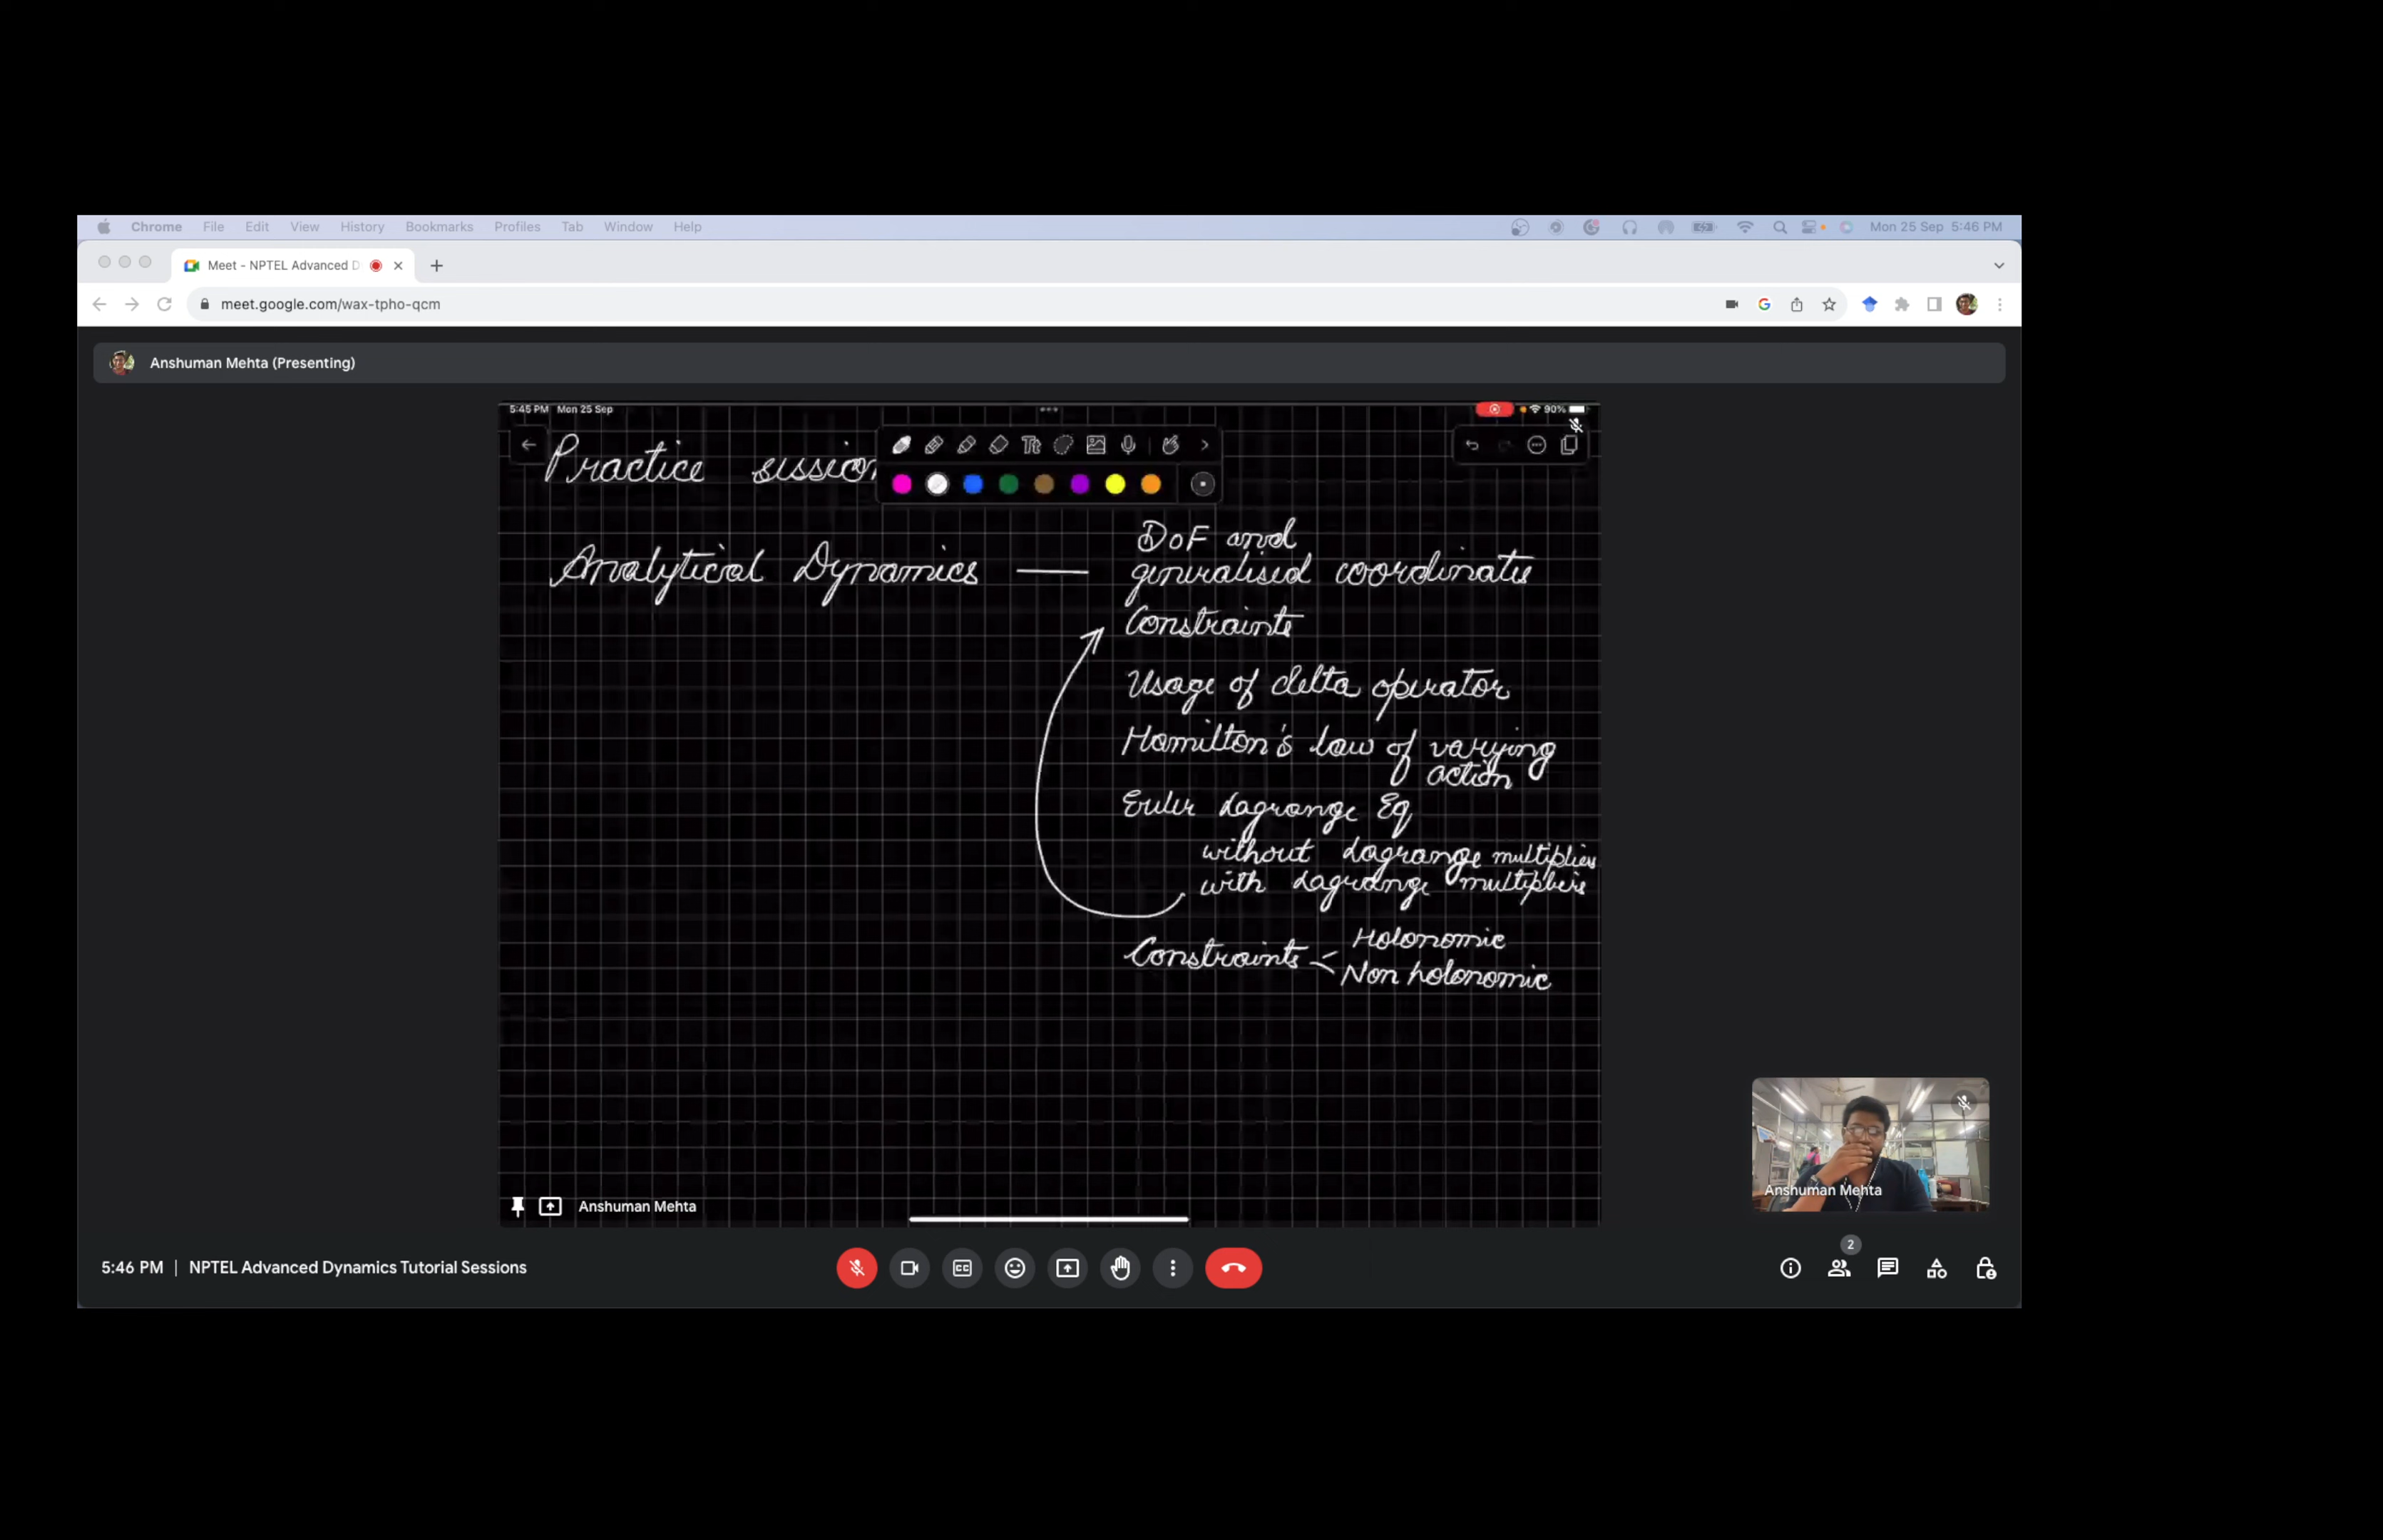 Chrome File Edit View History Bookmarks Profiles Tab Window Help Mon 25 Sep 5:46 PM
Meet - NPTEL Advanced D
meet.google.com/wax-tpho-qcm
Anshuman Mehta (Presenting)
5:45 PM Mon 25 Sep 90%
Practice session
DoF and
Analytical Dynamics — generalised coordinates
Constraints
Usage of delta operator
Hamilton's law of varying
action
Euler Lagrange Eq
without Lagrange multipliers
with Lagrange multipliers
Constraints < Holonomic
Non holonomic
Anshuman Mehta
Anshuman Mehta
5:46 PM | NPTEL Advanced Dynamics Tutorial Sessions
2